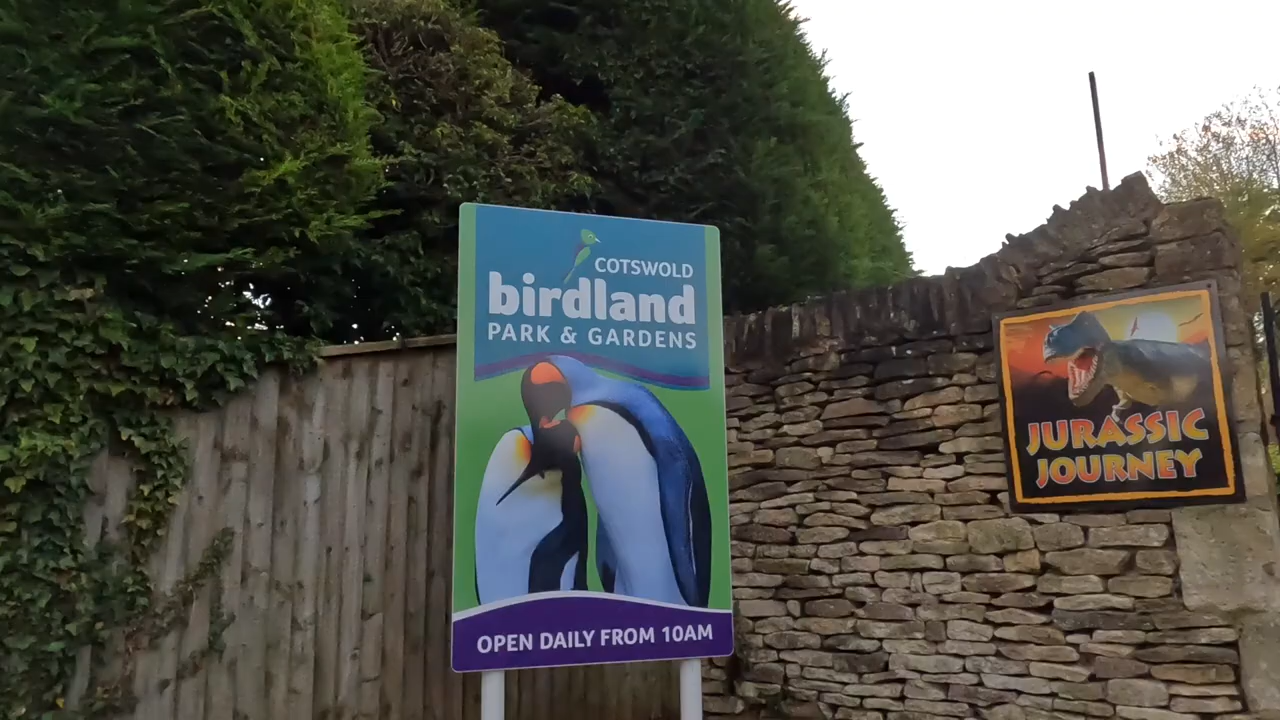 COTSWOLD
birdland
PARK & GARDENS
OPEN DAILY FROM 10AM
JURASSIC
JOURNEY